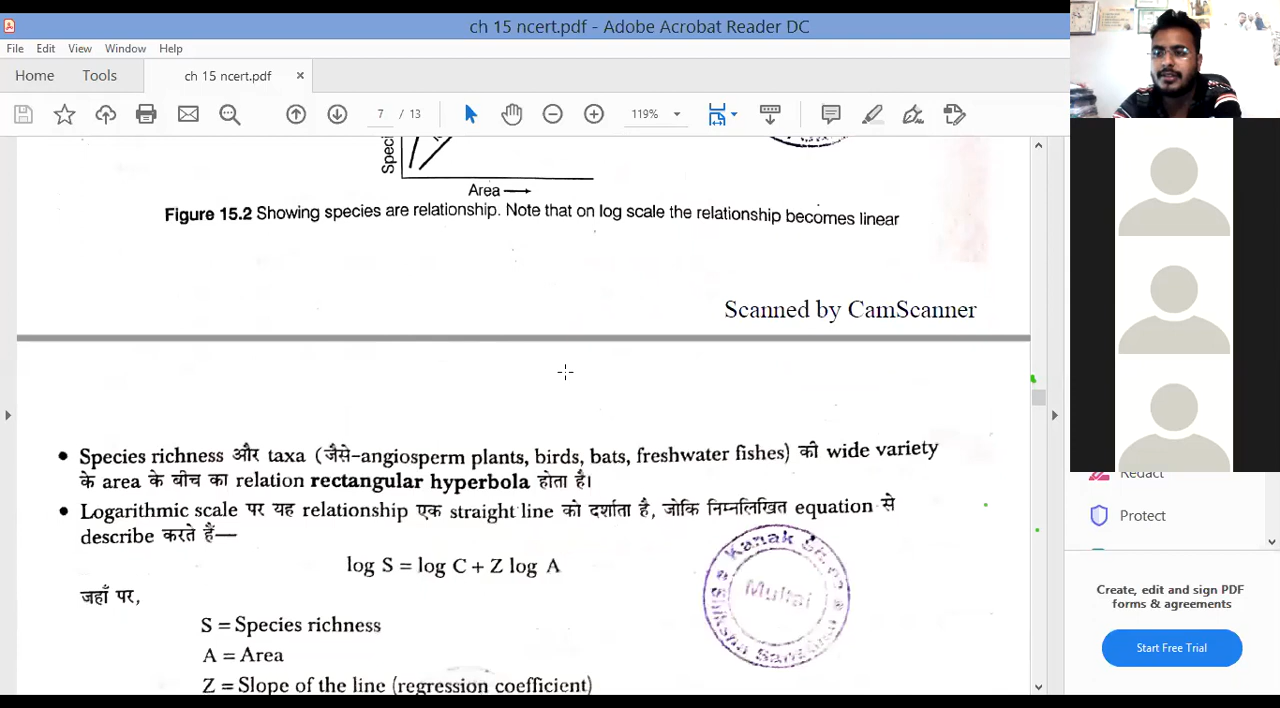 ch 15 ncert.pdf - Adobe Acrobat Reader DC
File Edit View Window Help
Home Tools ch 15 ncert.pdf ×
7 / 13 119%
Area
Figure 15.2 Showing species are relationship. Note that on log scale the relationship becomes linear
Scanned by CamScanner
• Species richness और taxa (जैसे-angiosperm plants, birds, bats, freshwater fishes) की wide variety
के area के बीच का relation rectangular hyperbola होता है।
• Logarithmic scale पर यह relationship एक straight line को दर्शाता है, जोकि निम्नलिखित equation से
describe करते हैं—
log S = log C + Z log A
जहाँ पर,
S = Species richness
A = Area
Z = Slope of the line (regression coefficient)
Kanak
Multai
Redact
Protect
Create, edit and sign PDF
forms & agreements
Start Free Trial